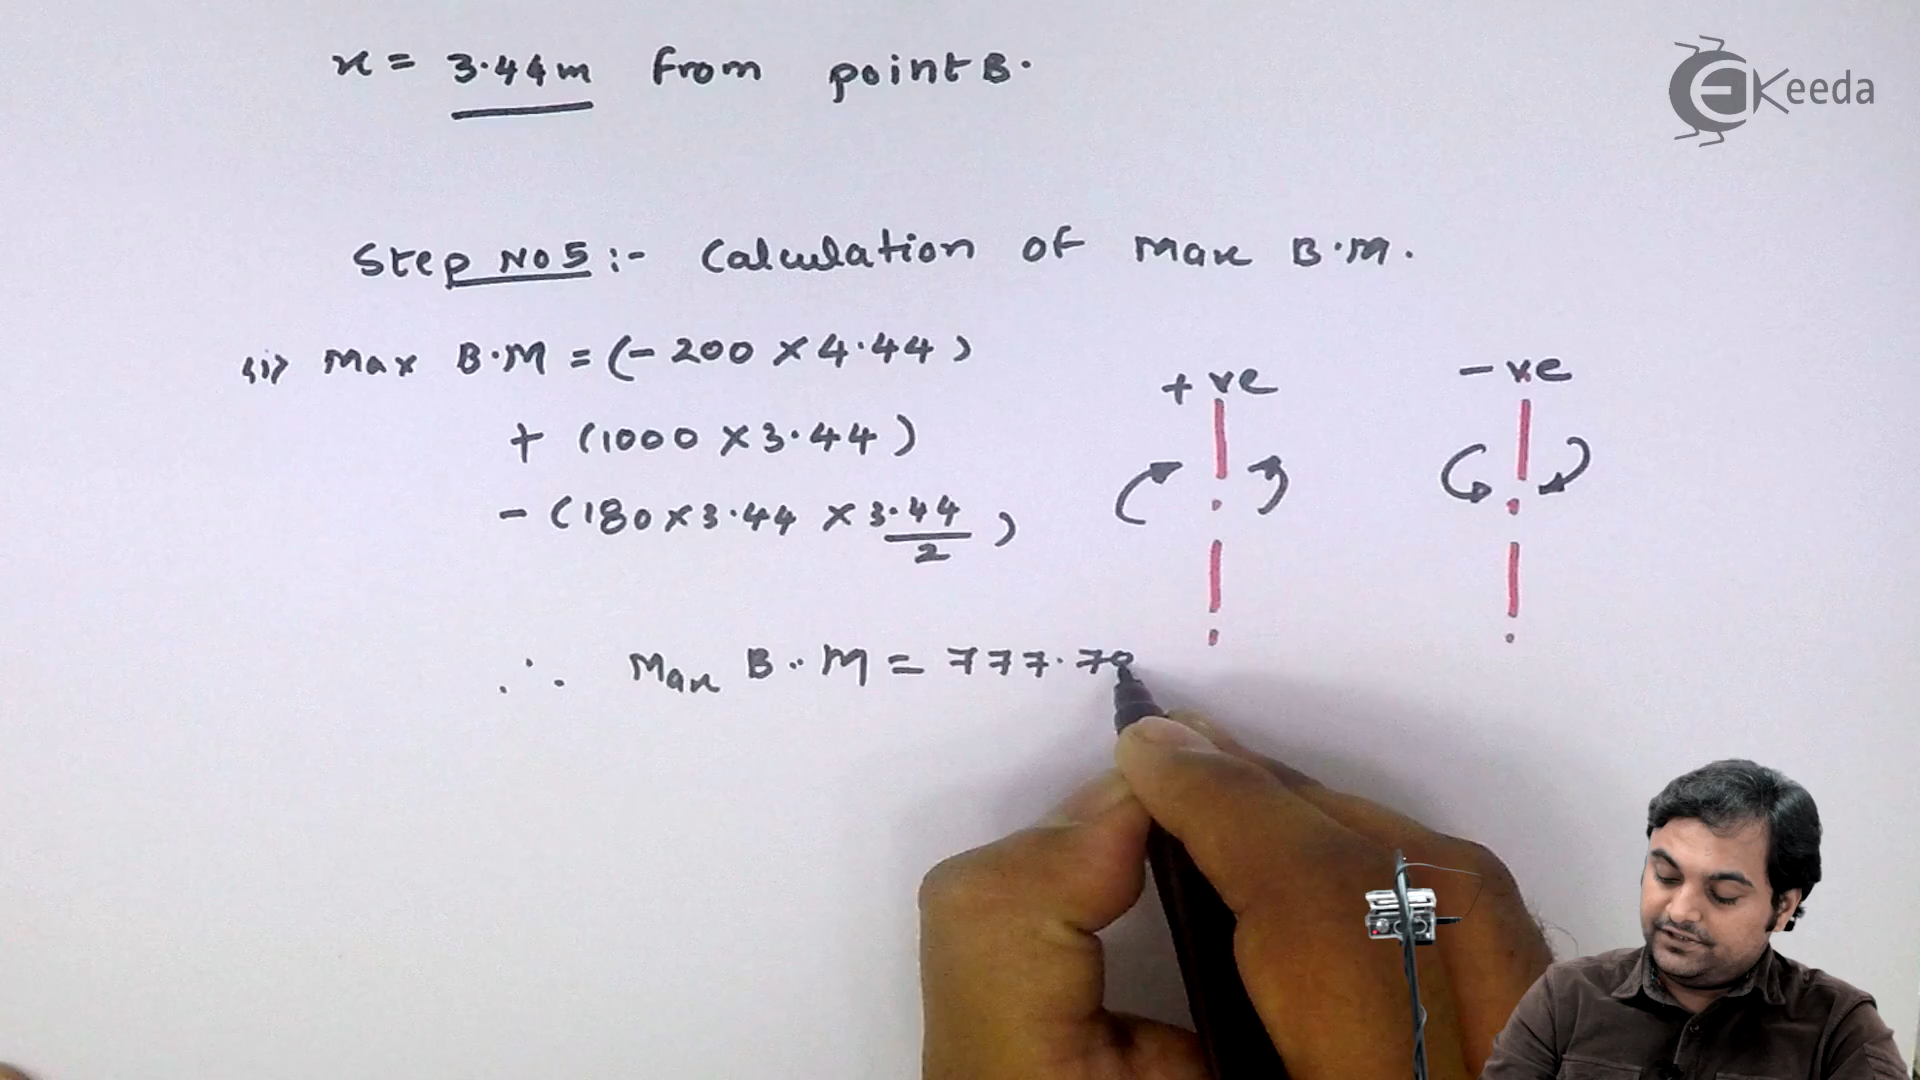 x = 3.44m from point B.
EKeeda
Step No 5 :- Calculation of Max B.M.
(i) Max B.M = (- 200 × 4.44)
+ (1000 × 3.44)
- (180 × 3.44 × 3.44/2)
+ve
-ve
∴ Max B.M = 777.78